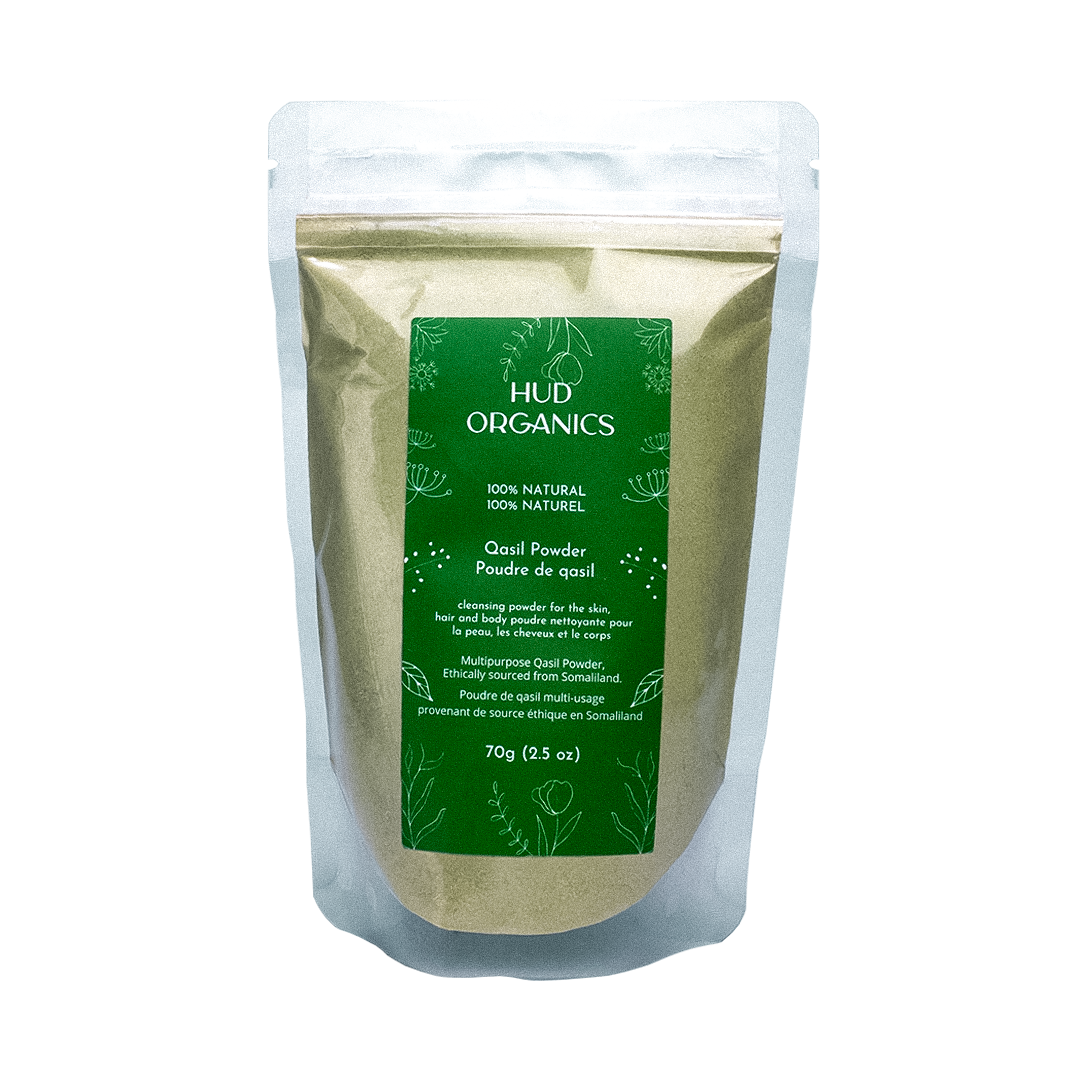 HUD
ORGANICS
100% NATURAL
100% NATUREL
Qasil Powder
Poudre de qasil
cleansing powder for the skin,
hair and body poudre nettoyante pour
la peau, les cheveux et le corps
Multipurpose Qasil Powder,
Ethically sourced from Somaliland.
Poudre de qasil multi-usage
provenant de source éthique en Somaliland
70g (2.5 oz)